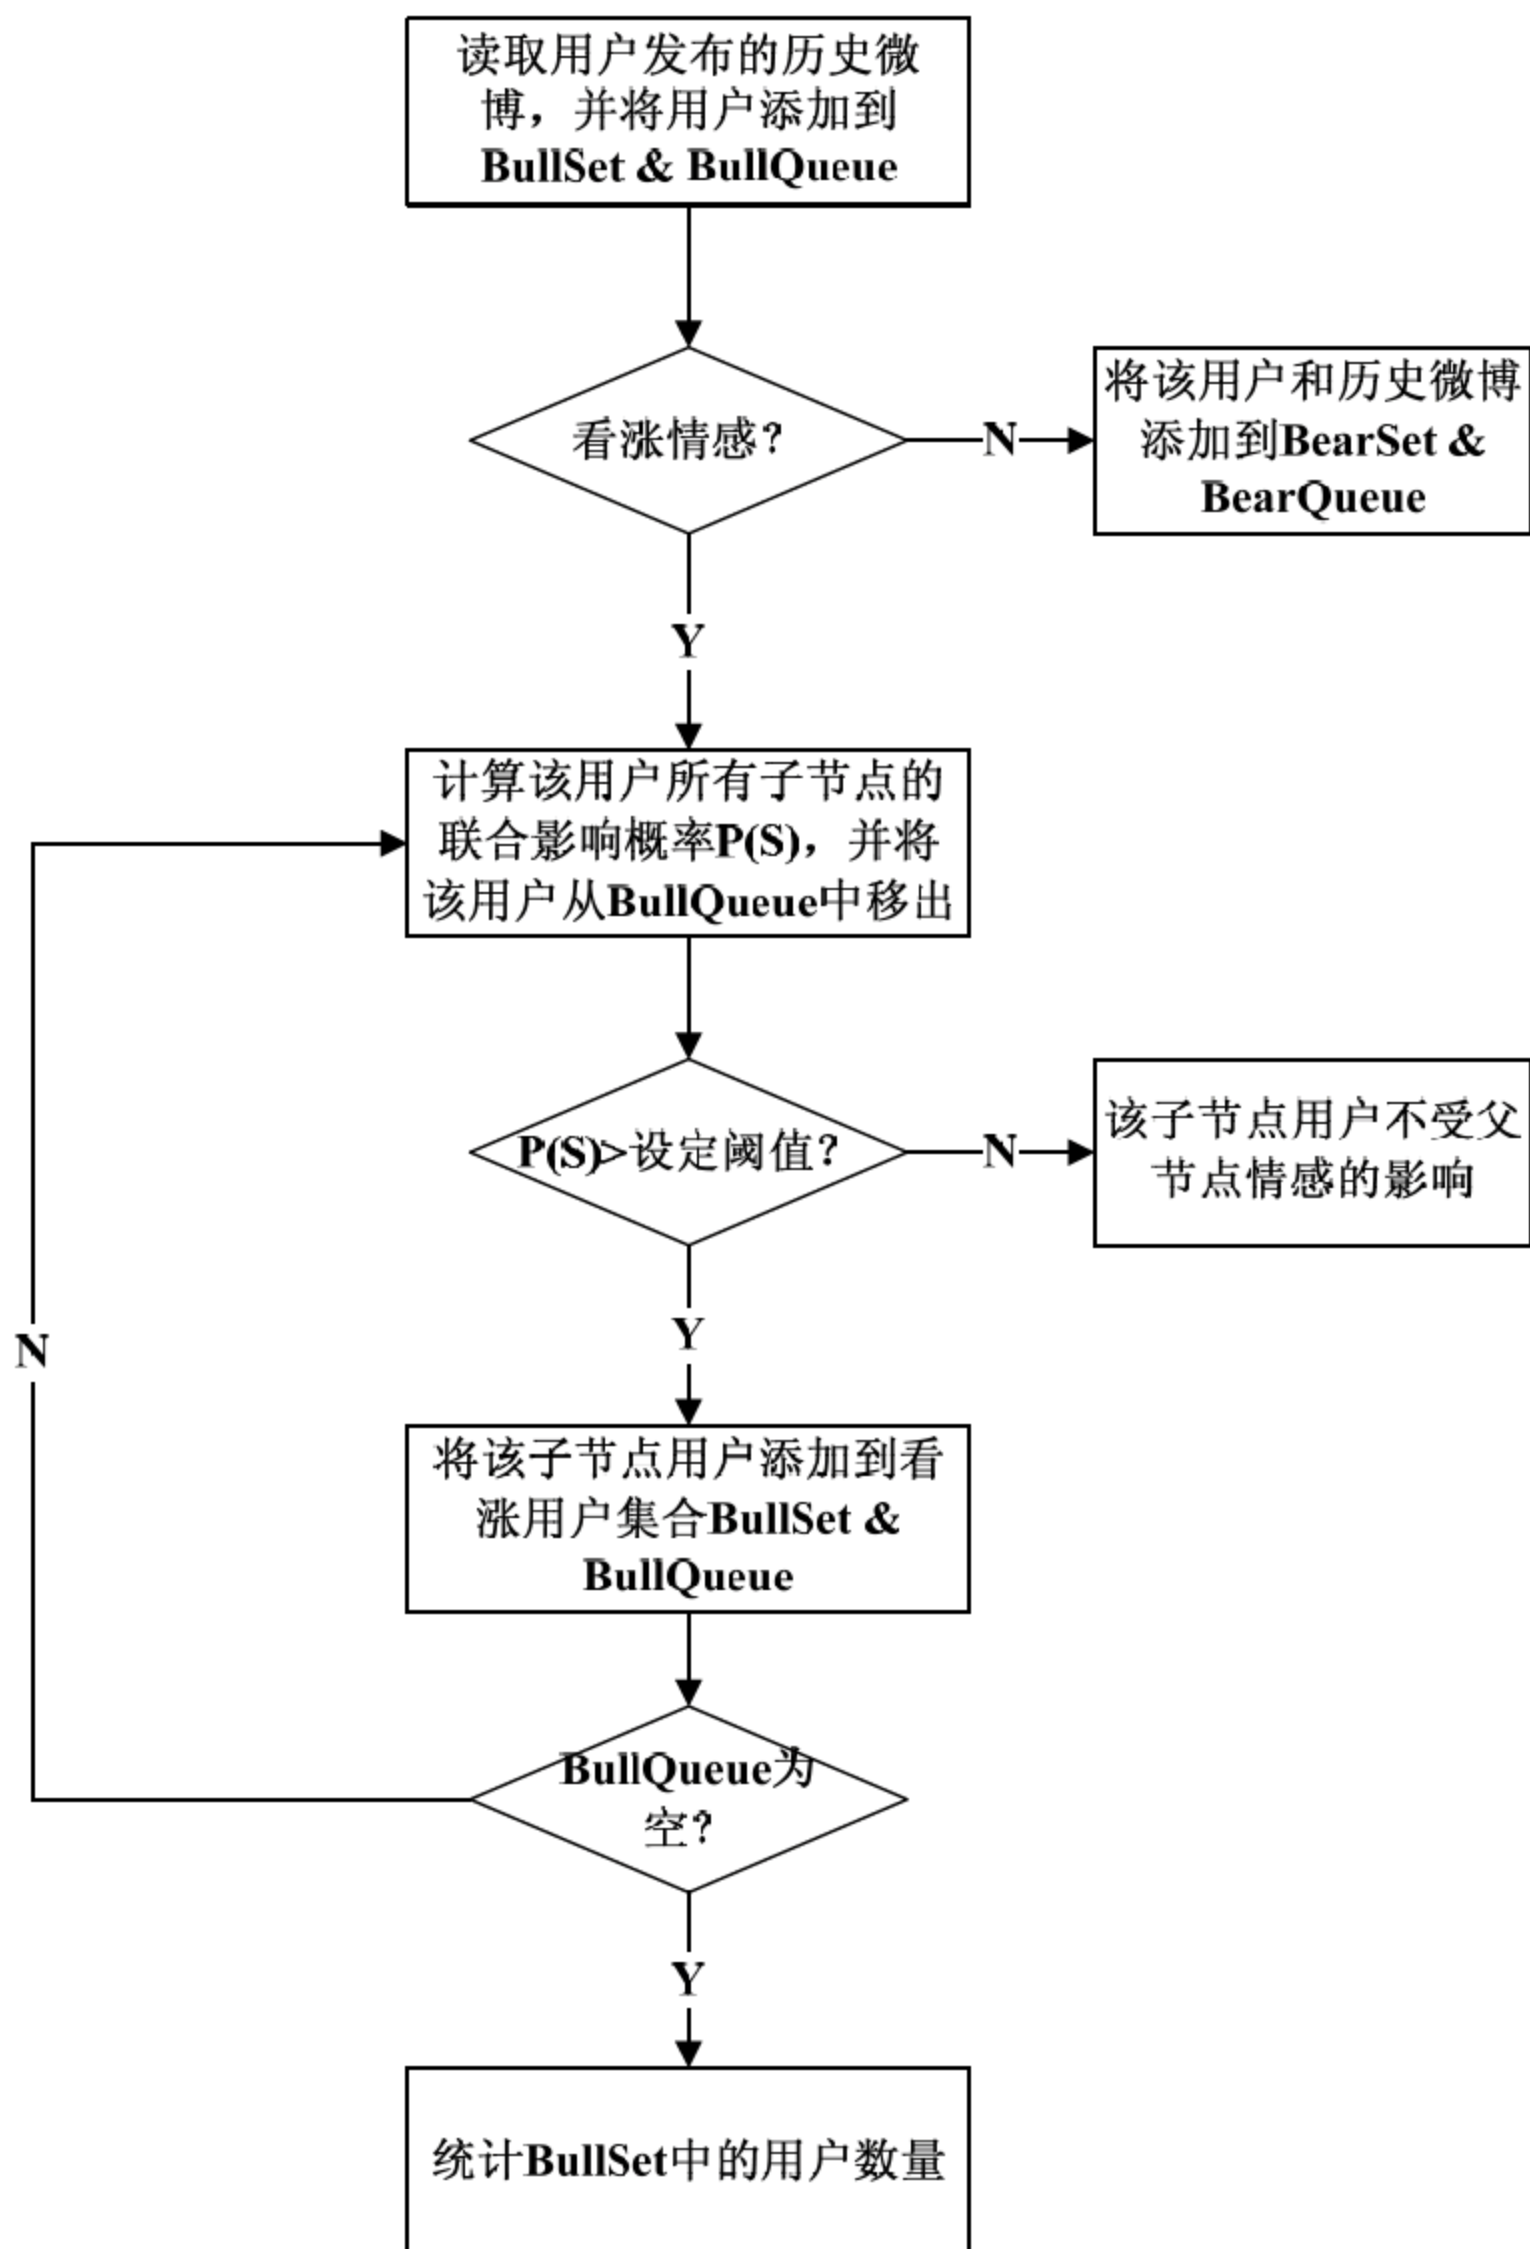 读取用户发布的历史微
博，并将用户添加到
BullSet & BullQueue
看涨情感？
N
将该用户和历史微博
添加到BearSet &
BearQueue
Y
计算该用户所有子节点的
联合影响概率P(S)，并将
该用户从BullQueue中移出
P(S)>设定阈值？
N
该子节点用户不受父
节点情感的影响
Y
N
将该子节点用户添加到看
涨用户集合BullSet &
BullQueue
BullQueue为
空？
Y
统计BullSet中的用户数量